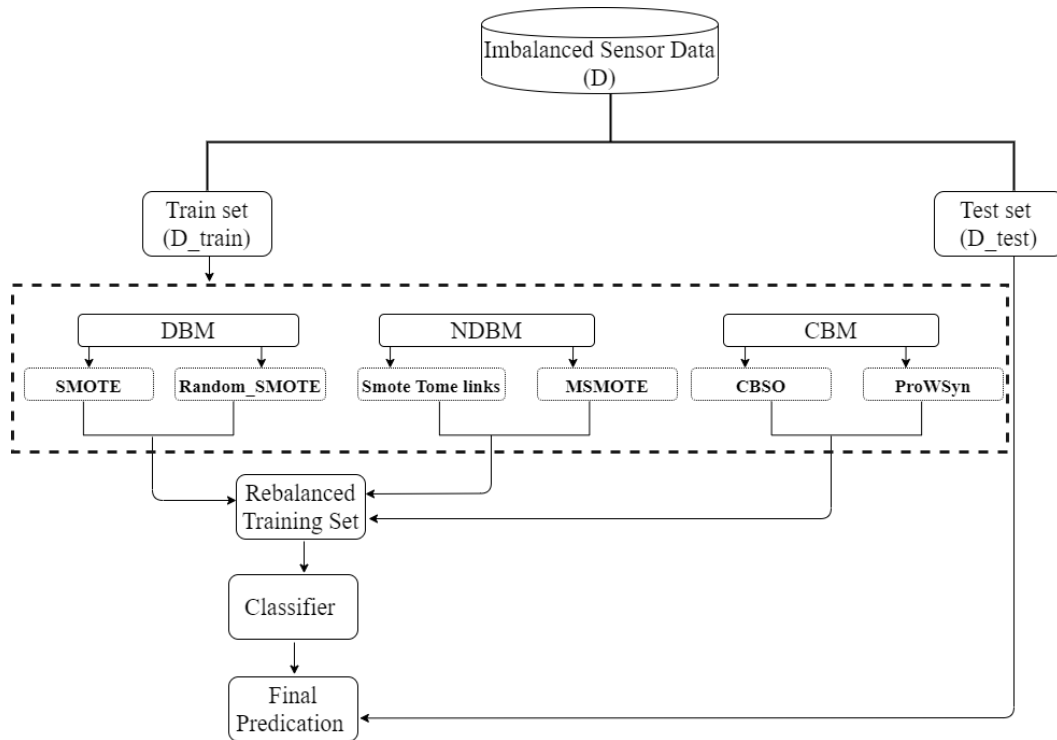 Imbalanced Sensor Data
(D)
Train set
(D_train)
Test set
(D_test)
DBM
NDBM
CBM
SMOTE
Random_SMOTE
Smote Tome links
MSMOTE
CBSO
ProWSyn
Rebalanced
Training Set
Classifier
Final
Predication